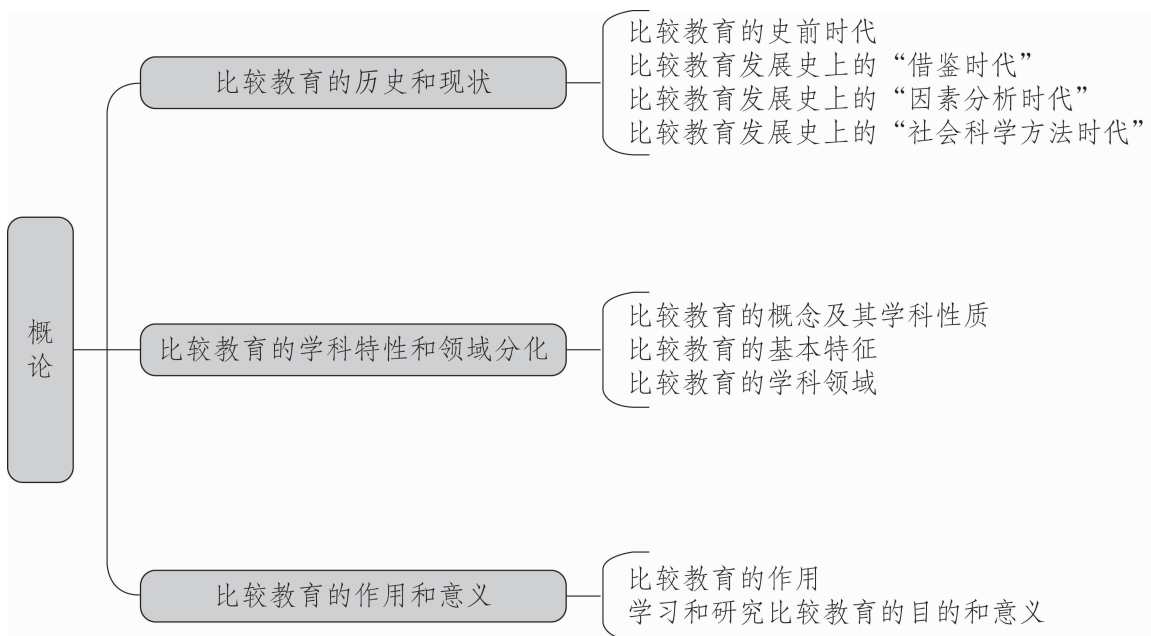 概论
比较教育的历史和现状
比较教育的史前时代
比较教育发展史上的“借鉴时代”
比较教育发展史上的“因素分析时代”
比较教育发展史上的“社会科学方法时代”
比较教育的学科特性和领域分化
比较教育的概念及其学科性质
比较教育的基本特征
比较教育的学科领域
比较教育的作用和意义
比较教育的作用
学习和研究比较教育的目的和意义